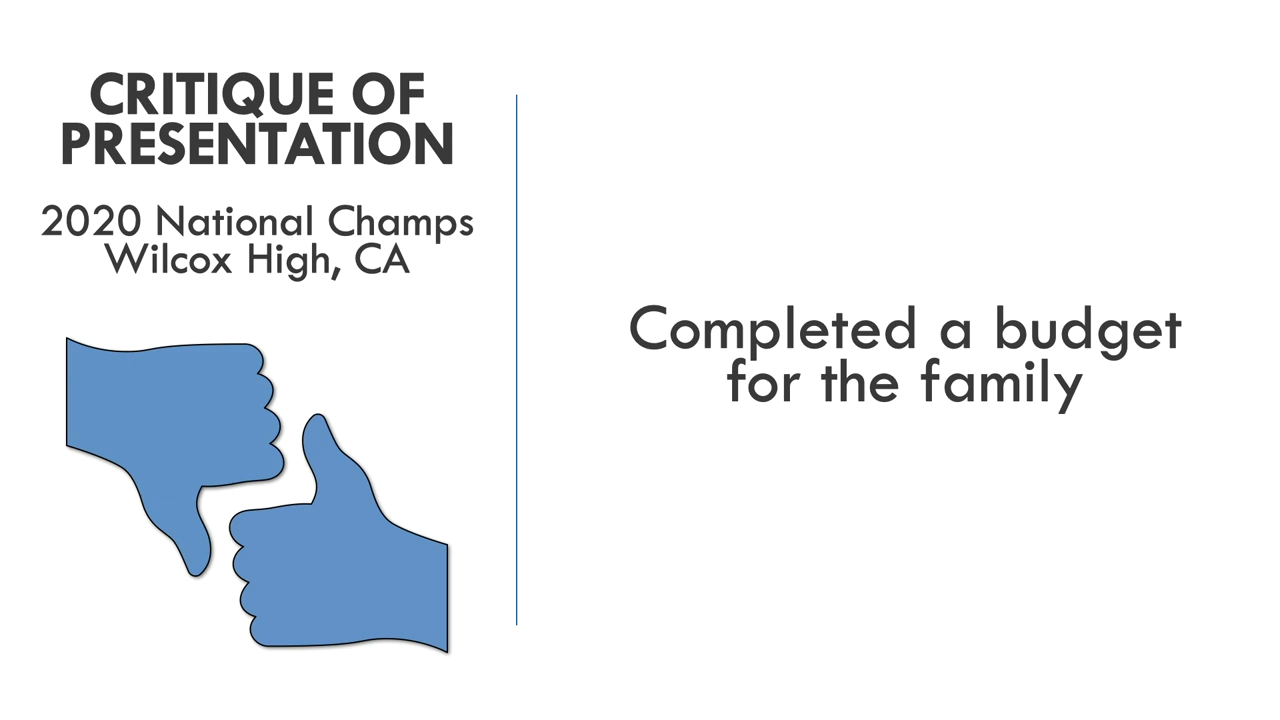 CRITIQUE OF
PRESENTATION
2020 National Champs
Wilcox High, CA
Completed a budget
for the family